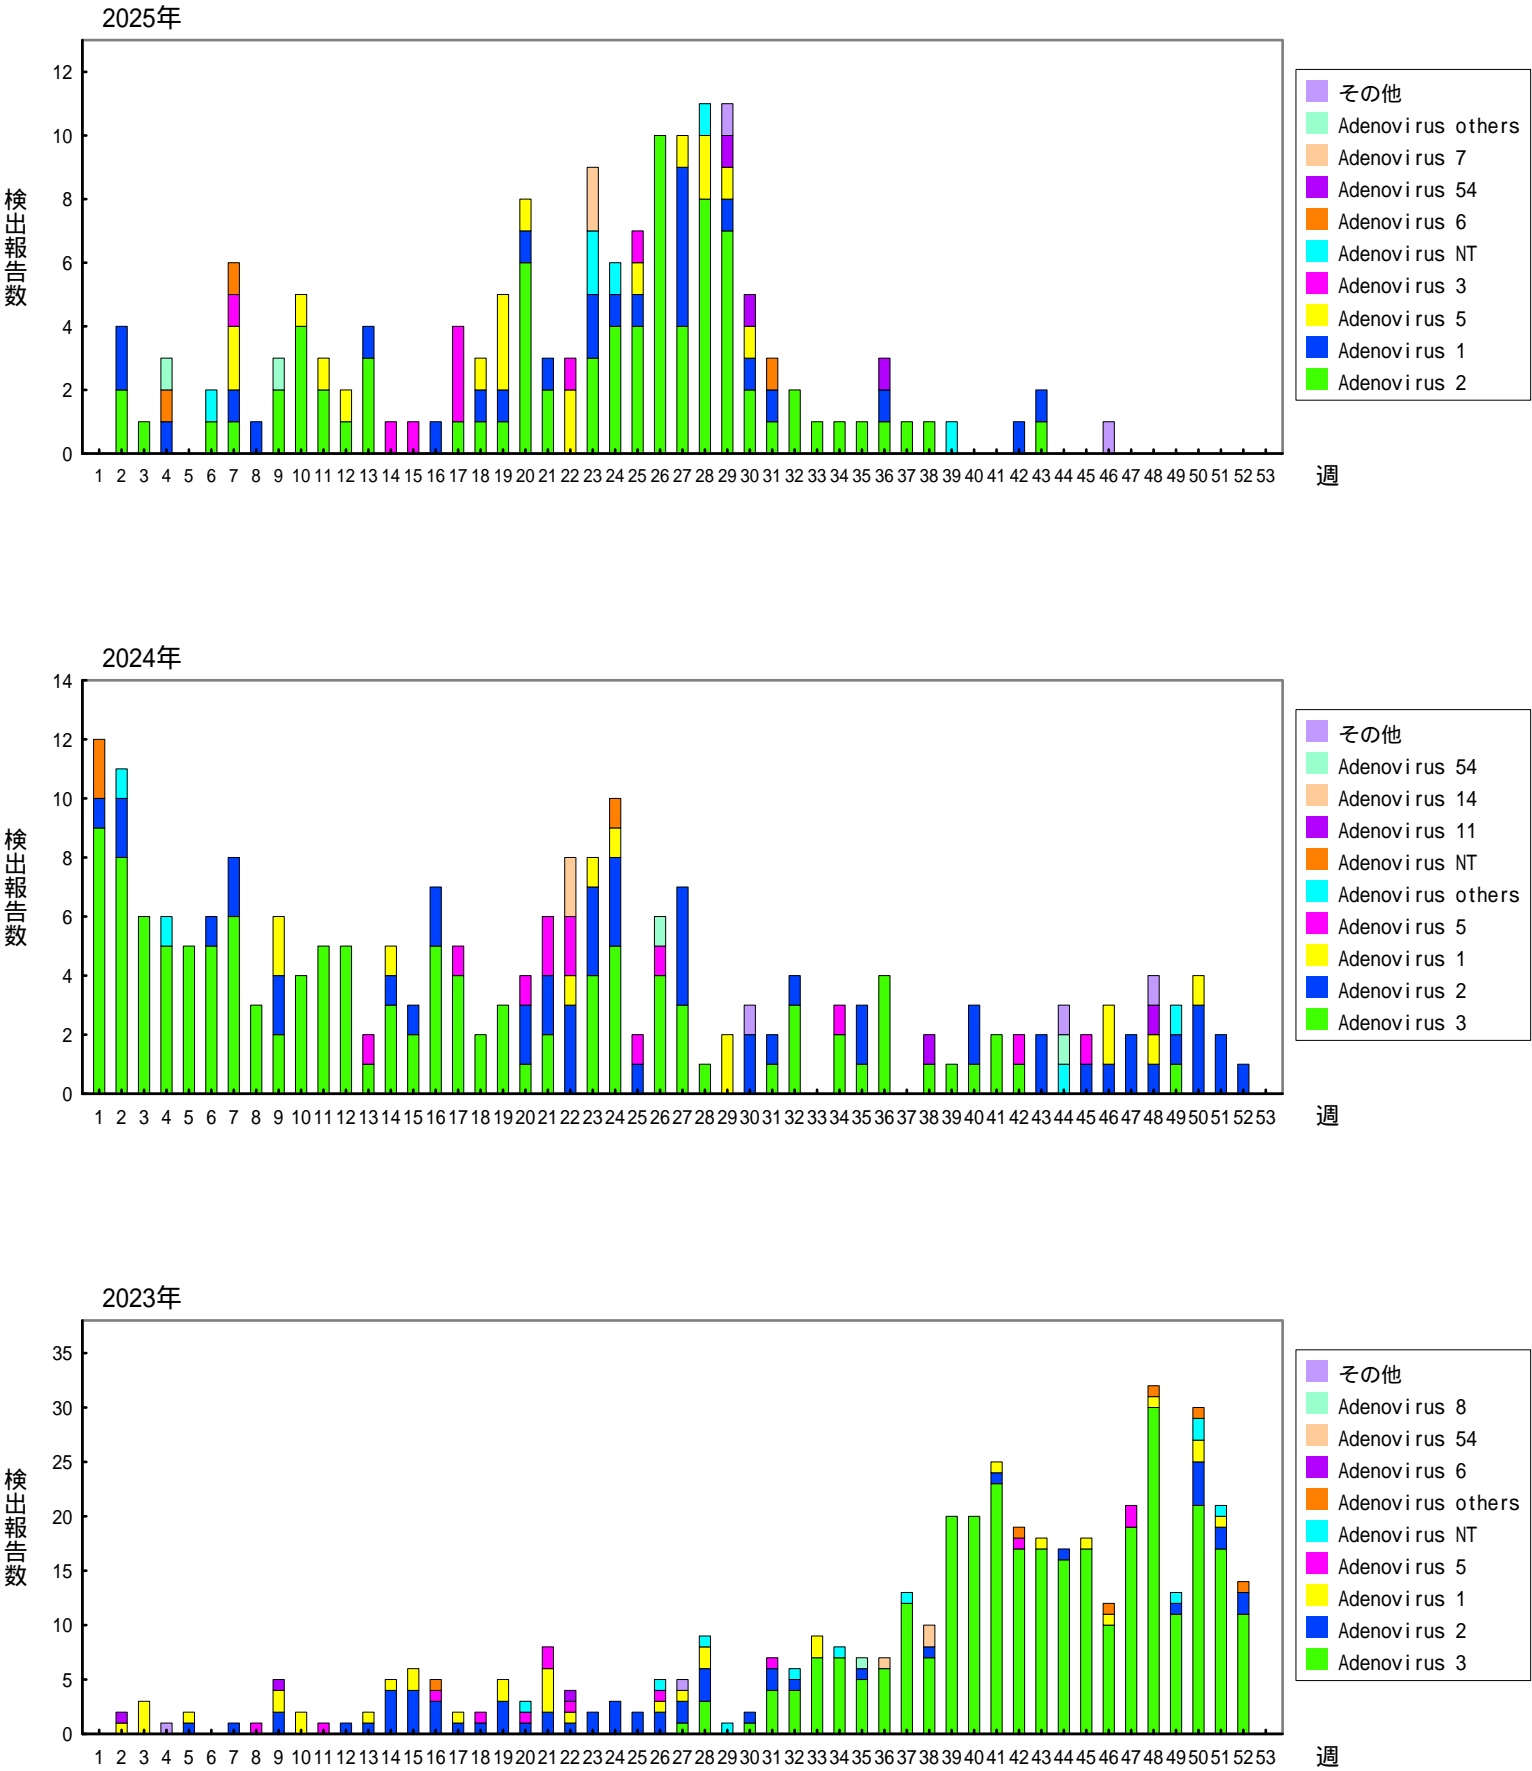 2025年
検出報告数
12
10
8
6
4
2
0
1 2 3 4 5 6 7 8 9 10 11 12 13 14 15 16 17 18 19 20 21 22 23 24 25 26 27 28 29 30 31 32 33 34 35 36 37 38 39 40 41 42 43 44 45 46 47 48 49 50 51 52 53
週
その他
Adenovirus others
Adenovirus 7
Adenovirus 54
Adenovirus 6
Adenovirus NT
Adenovirus 3
Adenovirus 5
Adenovirus 1
Adenovirus 2
2024年
検出報告数
14
12
10
8
6
4
2
0
1 2 3 4 5 6 7 8 9 10 11 12 13 14 15 16 17 18 19 20 21 22 23 24 25 26 27 28 29 30 31 32 33 34 35 36 37 38 39 40 41 42 43 44 45 46 47 48 49 50 51 52 53
週
その他
Adenovirus 54
Adenovirus 14
Adenovirus 11
Adenovirus NT
Adenovirus others
Adenovirus 5
Adenovirus 1
Adenovirus 2
Adenovirus 3
2023年
検出報告数
35
30
25
20
15
10
5
0
1 2 3 4 5 6 7 8 9 10 11 12 13 14 15 16 17 18 19 20 21 22 23 24 25 26 27 28 29 30 31 32 33 34 35 36 37 38 39 40 41 42 43 44 45 46 47 48 49 50 51 52 53
週
その他
Adenovirus 8
Adenovirus 54
Adenovirus 6
Adenovirus others
Adenovirus NT
Adenovirus 5
Adenovirus 1
Adenovirus 2
Adenovirus 3